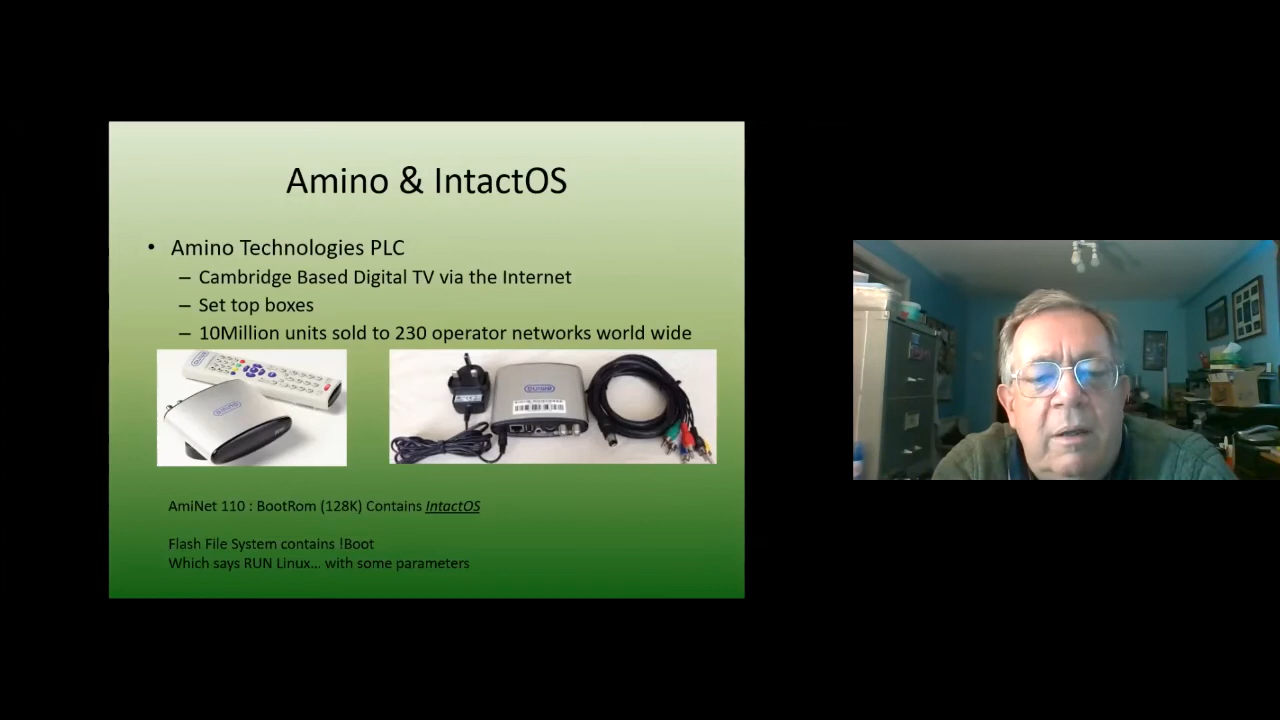 Amino & IntactOS
• Amino Technologies PLC
– Cambridge Based Digital TV via the Internet
– Set top boxes
– 10Million units sold to 230 operator networks world wide
AmiNet 110 : BootRom (128K) Contains IntactOS
Flash File System contains !Boot
Which says RUN Linux... with some parameters